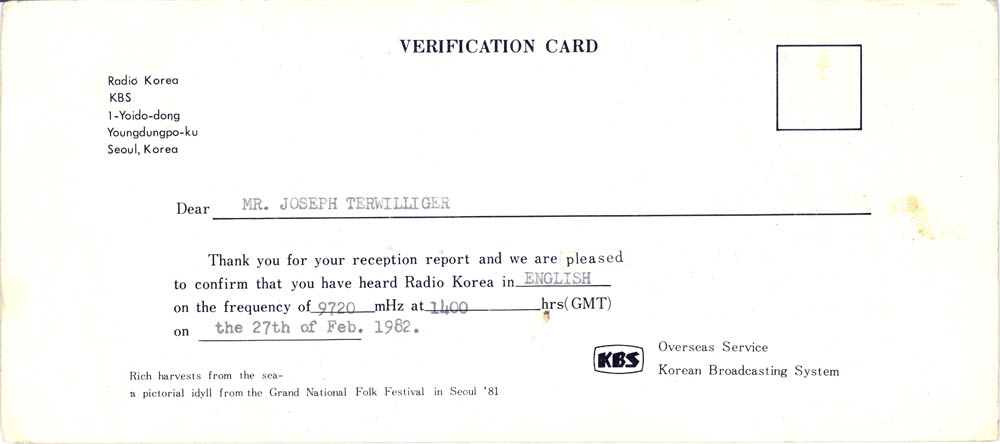 VERIFICATION CARD
Radio Korea
KBS
1-Yoido-dong
Youngdungpo-ku
Seoul, Korea
Dear MR. JOSEPH TERWILLIGER
Thank you for your reception report and we are pleased
to confirm that you have heard Radio Korea in ENGLISH
on the frequency of 9720 mHz at 1400 hrs(GMT)
on the 27th of Feb. 1982.
KBS
Overseas Service
Korean Broadcasting System
Rich harvests from the sea-
a pictorial idyll from the Grand National Folk Festival in Seoul '81